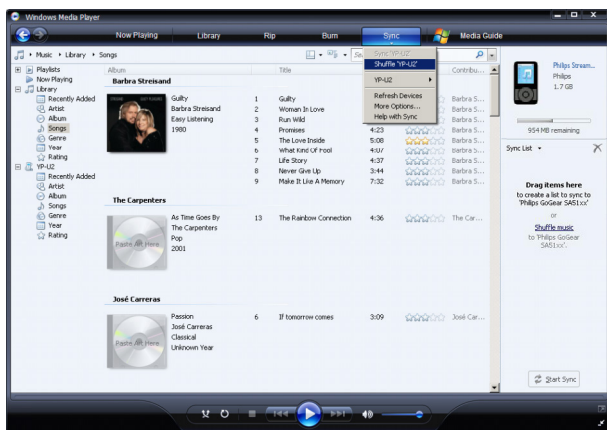 Windows Media Player
Now Playing Library Rip Burn Sync Media Guide
Music Library Songs
Sync 'YP-U2'
Shuffle 'YP-U2'
YP-U2
Refresh Devices
More Options...
Help with Sync
Playlists
Now Playing
Library
Recently Added
Artist
Album
Songs
Genre
Year
Rating
YP-U2
Recently Added
Artist
Album
Songs
Genre
Year
Rating
Album Title Contribu...
Barbra Streisand
Guilty
Barbra Streisand
Easy Listening
1980
1 Guilty Barbra S...
2 Woman In Love Barbra S...
3 Run Wild Barbra S...
4 Promises 4:23 Barbra S...
5 The Love Inside 5:08 Barbra S...
6 What Kind Of Fool 4:07 Barbra S...
7 Life Story 4:37 Barbra S...
8 Never Give Up 3:44 Barbra S...
9 Make It Like A Memory 7:32 Barbra S...
The Carpenters
Paste Art Here
As Time Goes By
The Carpenters
Pop
2001
13 The Rainbow Connection 4:36 The Car...
José Carreras
Paste Art Here
Passion
José Carreras
Classical
Unknown Year
6 If tomorrow comes 3:09 José Car...
Philips Stream...
Philips
1.7 GB
954 MB remaining
Sync List
Drag items here
to create a list to sync to
'Philips GoGear SA51xx'
or
Shuffle music
to 'Philips GoGear
SA51xx'.
Start Sync